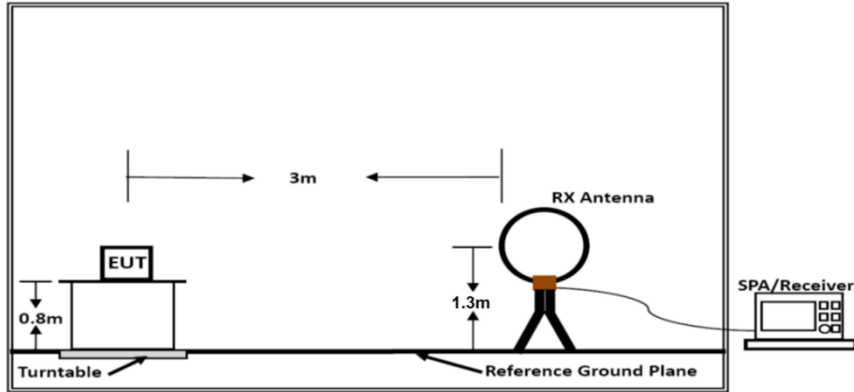 3m
RX Antenna
EUT
SPA/Receiver
0.8m
1.3m
Turntable
Reference Ground Plane